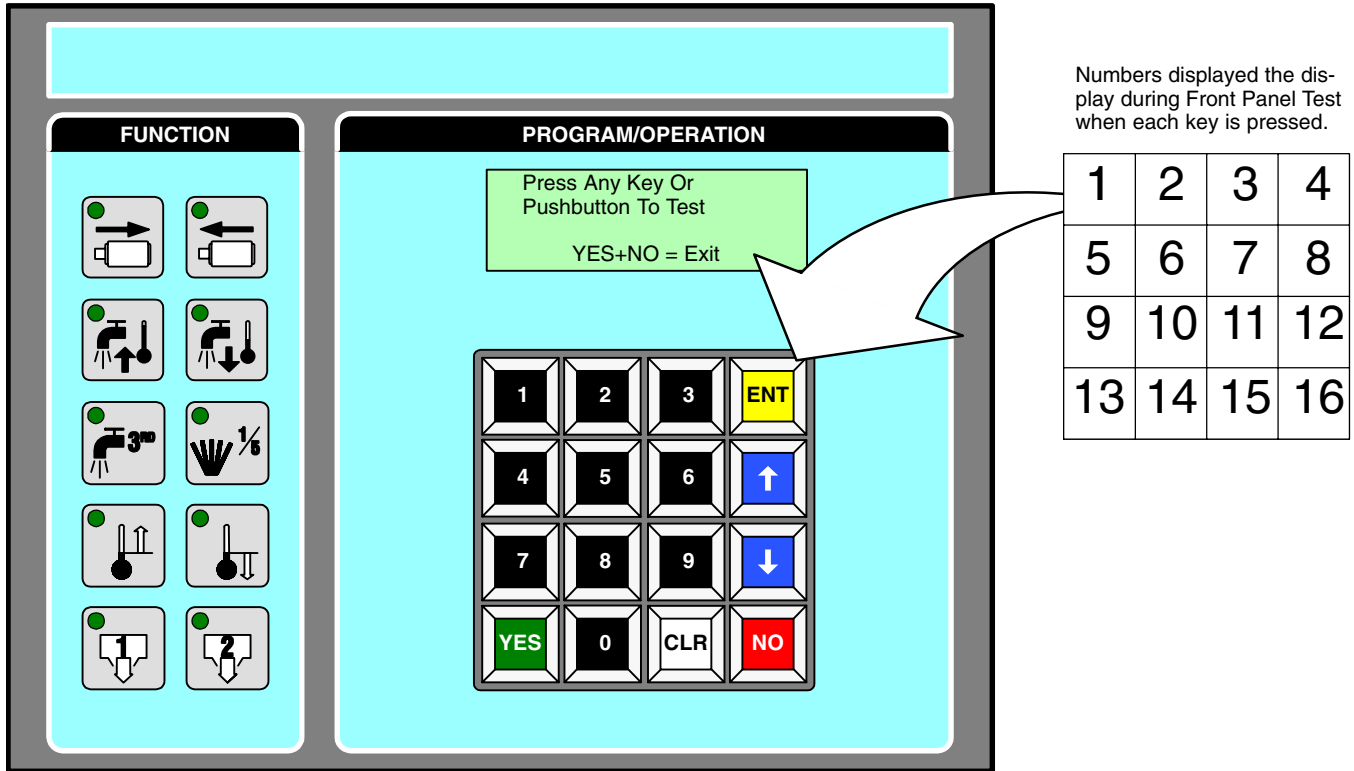 FUNCTION
PROGRAM/OPERATION
Press Any Key Or
Pushbutton To Test
YES+NO = Exit
3RD
1/5
1
2
1 2 3 ENT
4 5 6
7 8 9
YES 0 CLR NO
Numbers displayed the dis-
play during Front Panel Test
when each key is pressed.
1 2 3 4
5 6 7 8
9 10 11 12
13 14 15 16